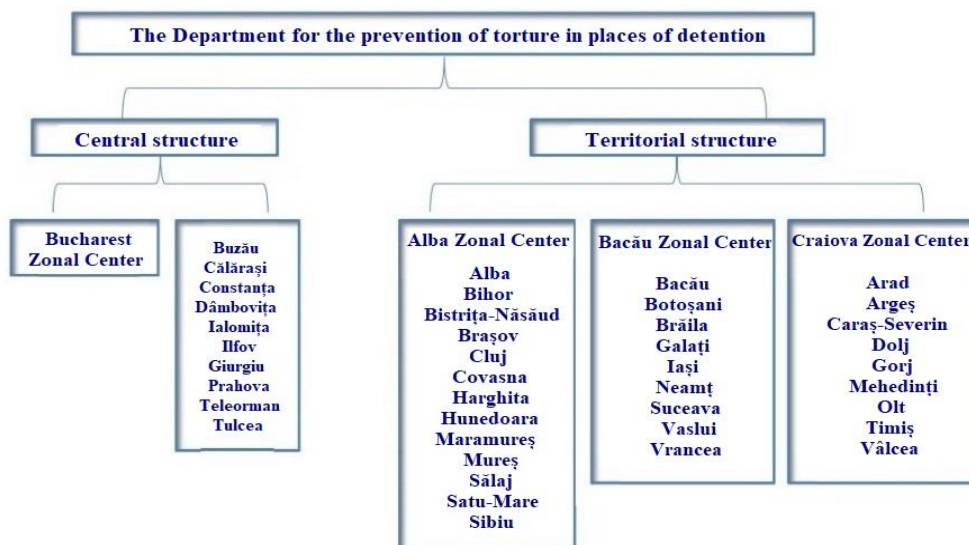 The Department for the prevention of torture in places of detention
Central structure
Territorial structure
Bucharest
Zonal Center
Buzău
Călărași
Constanța
Dâmbovița
Ialomița
Ilfov
Giurgiu
Prahova
Teleorman
Tulcea
Alba Zonal Center
Alba
Bihor
Bistrița-Năsăud
Brașov
Cluj
Covasna
Harghita
Hunedoara
Maramureș
Mureș
Sălaj
Satu-Mare
Sibiu
Bacău Zonal Center
Bacău
Botoșani
Brăila
Galați
Iași
Neamț
Suceava
Vaslui
Vrancea
Craiova Zonal Center
Arad
Argeș
Caraș-Severin
Dolj
Gorj
Mehedinți
Olt
Timiș
Vâlcea